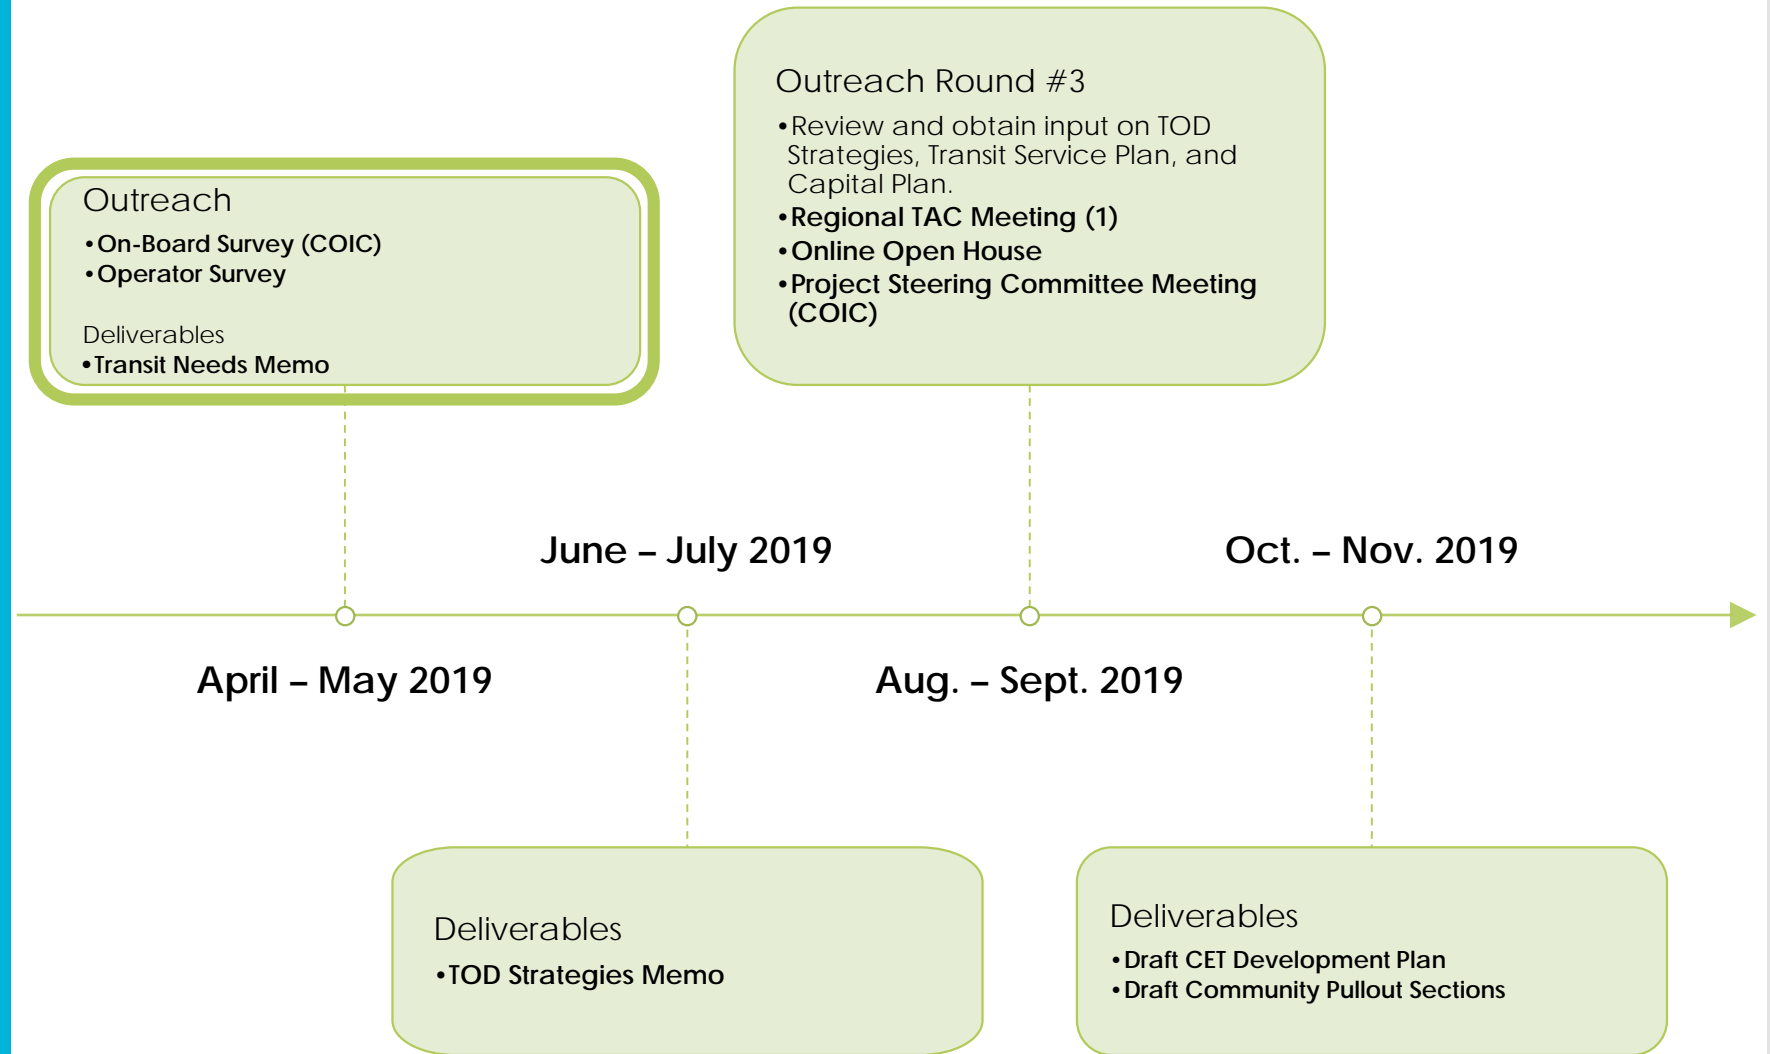 Outreach
•On-Board Survey (COIC)
•Operator Survey
Deliverables
•Transit Needs Memo
Outreach Round #3
•Review and obtain input on TOD
Strategies, Transit Service Plan, and
Capital Plan.
•Regional TAC Meeting (1)
•Online Open House
•Project Steering Committee Meeting
(COIC)
June – July 2019
Oct. – Nov. 2019
April – May 2019
Aug. – Sept. 2019
Deliverables
•TOD Strategies Memo
Deliverables
•Draft CET Development Plan
•Draft Community Pullout Sections